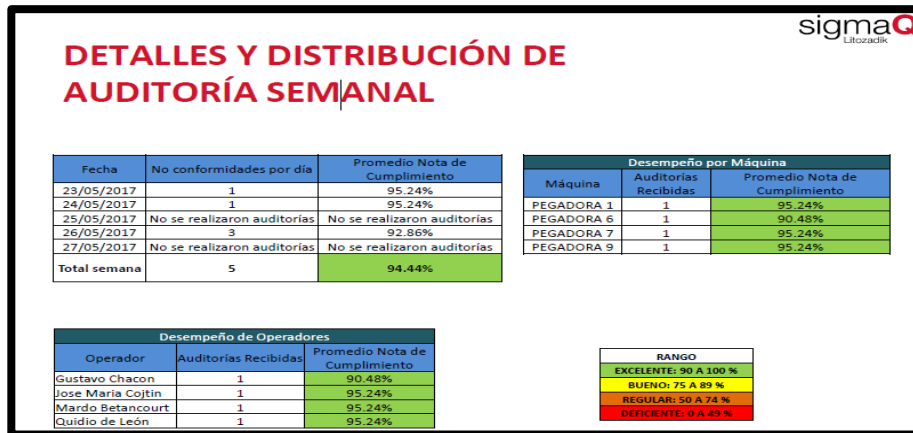 sigmaQ
Litozadik
DETALLES Y DISTRIBUCIÓN DE
AUDITORÍA SEMANAL
Fecha No conformidades por día Promedio Nota de Cumplimiento
23/05/2017 1 95.24%
24/05/2017 1 95.24%
25/05/2017 No se realizaron auditorías No se realizaron auditorías
26/05/2017 3 92.86%
27/05/2017 No se realizaron auditorías No se realizaron auditorías
Total semana 5 94.44%
Desempeño por Máquina
Máquina Auditorías Recibidas Promedio Nota de Cumplimiento
PEGADORA 1 1 95.24%
PEGADORA 6 1 90.48%
PEGADORA 7 1 95.24%
PEGADORA 9 1 95.24%
Desempeño de Operadores
Operador Auditorías Recibidas Promedio Nota de Cumplimiento
Gustavo Chacon 1 90.48%
Jose Maria Cojtin 1 95.24%
Mardo Betancourt 1 95.24%
Quidio de León 1 95.24%
RANGO
EXCELENTE: 90 A 100 %
BUENO: 75 A 89 %
REGULAR: 50 A 74 %
DEFICIENTE: 0 A 49 %